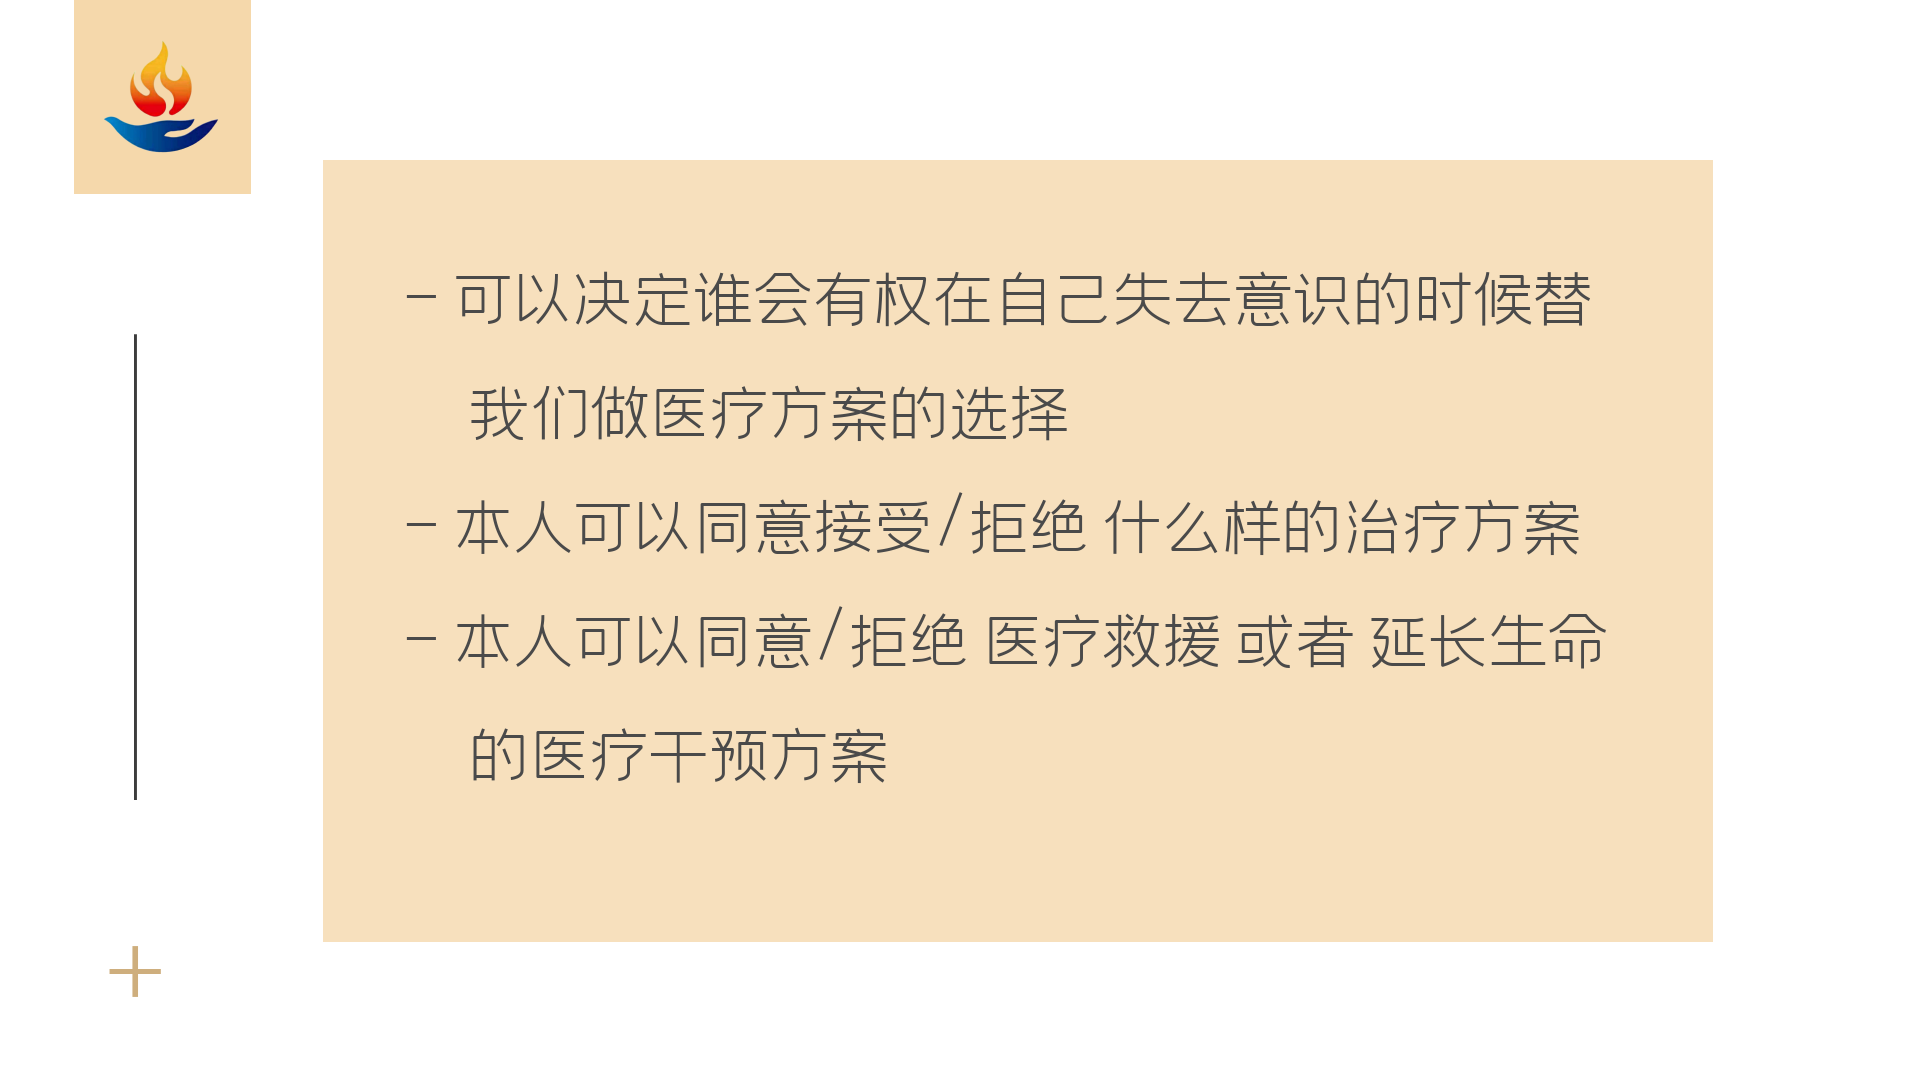 - 可以决定谁会有权在自己失去意识的时候替
我们做医疗方案的选择
- 本人可以同意接受/拒绝 什么样的治疗方案
- 本人可以同意/拒绝 医疗救援 或者 延长生命
的医疗干预方案